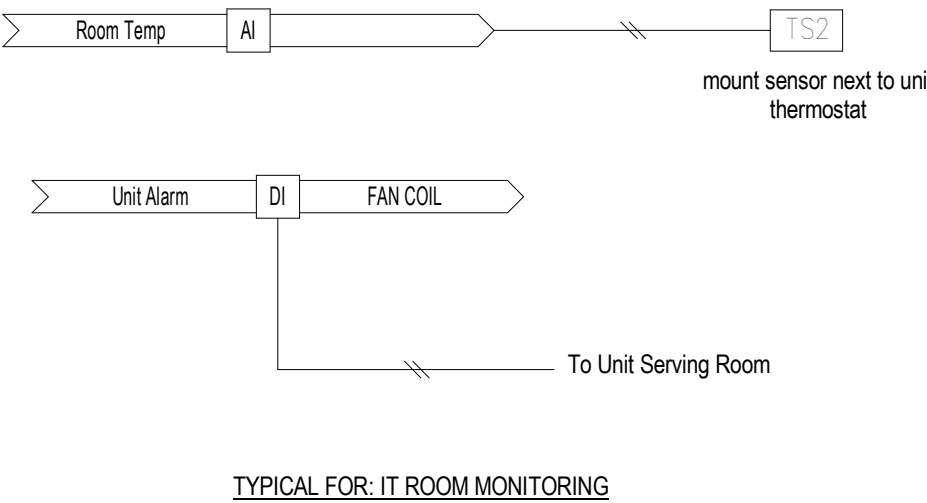 Room Temp AI TS2
mount sensor next to uni
thermostat
Unit Alarm DI FAN COIL
To Unit Serving Room
TYPICAL FOR: IT ROOM MONITORING